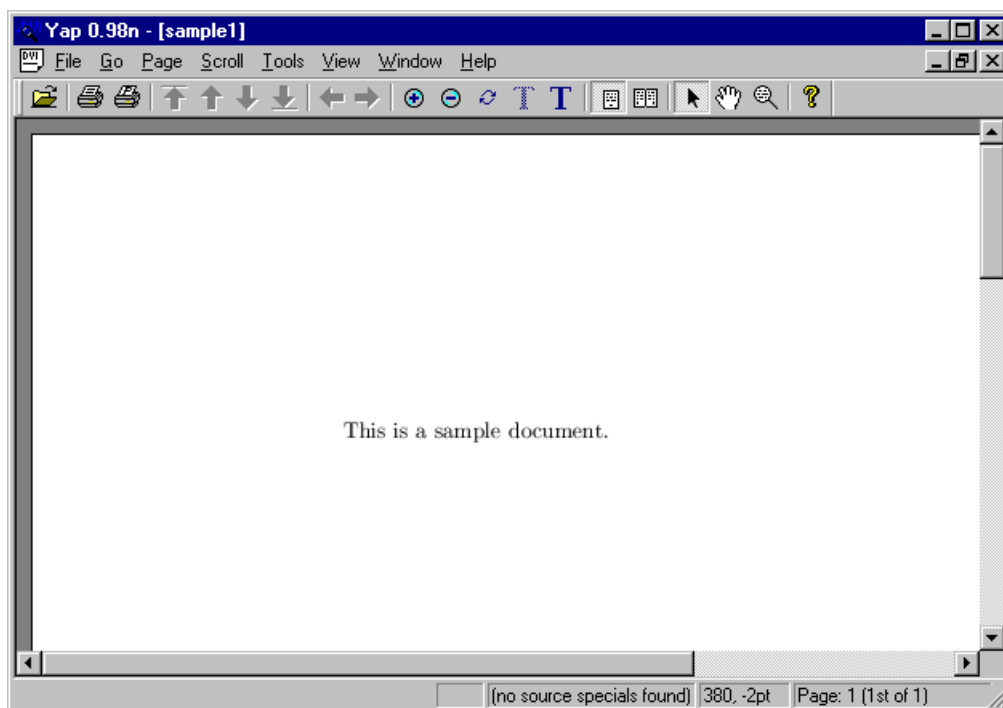 Yap 0.98n - [sample1]
DVI File Go Page Scroll Tools View Window Help
T T ?
This is a sample document.
(no source specials found) 380, -2pt Page: 1 (1st of 1)